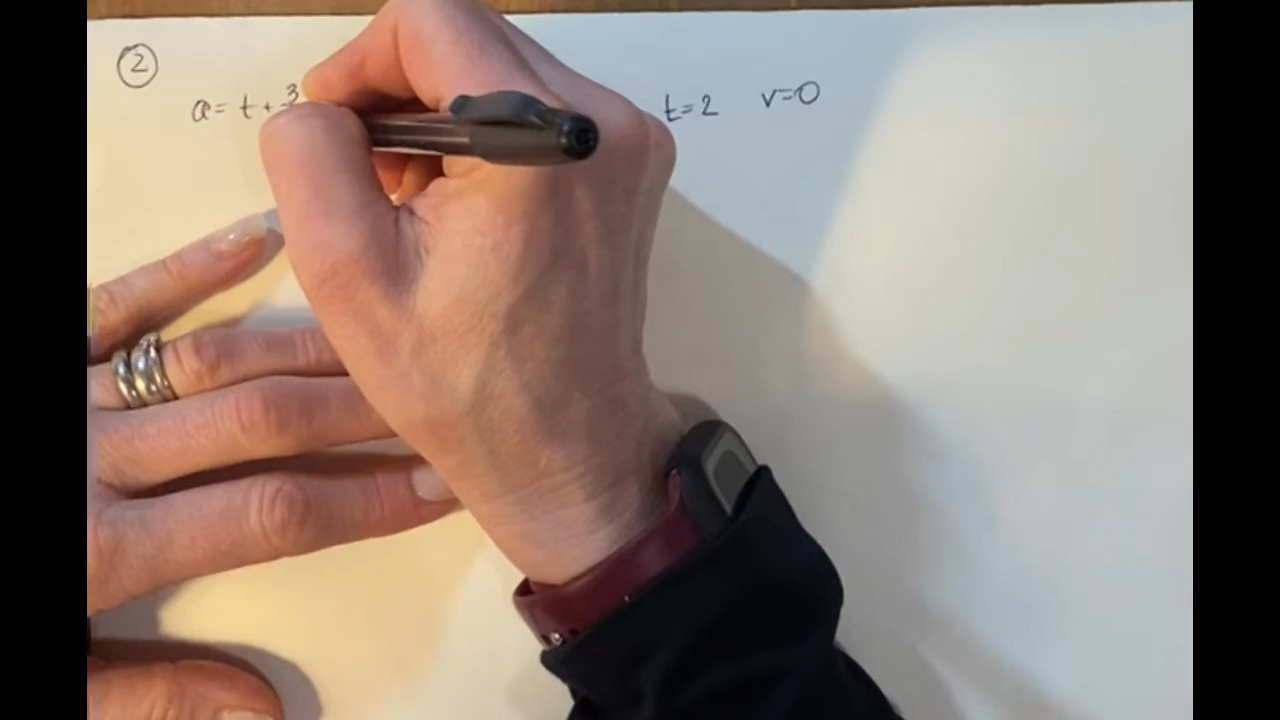 2
a = t + 3 t=2 v=0